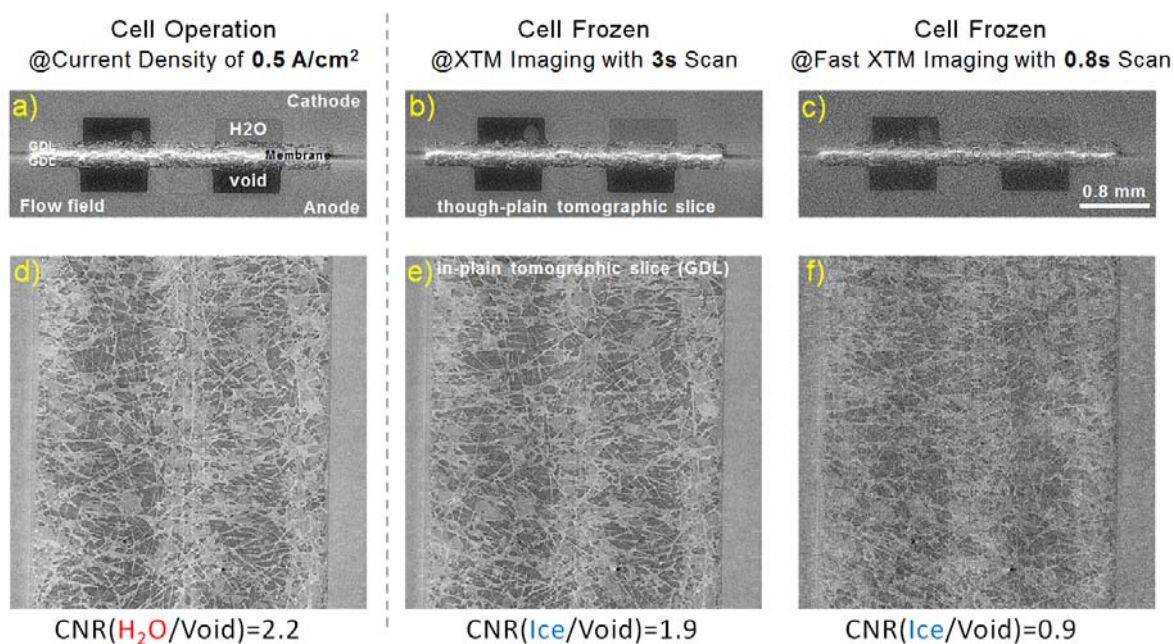 Cell Operation
@Current Density of 0.5 A/cm²
Cell Frozen
@XTM Imaging with 3s Scan
Cell Frozen
@Fast XTM Imaging with 0.8s Scan
a)
Cathode
H2O
GDL
GDL
Membrane
void
Flow field
Anode
b)
though-plain tomographic slice
c)
0.8 mm
d)
e)
in-plain tomographic slice (GDL)
f)
CNR(H₂O/Void)=2.2
CNR(Ice/Void)=1.9
CNR(Ice/Void)=0.9